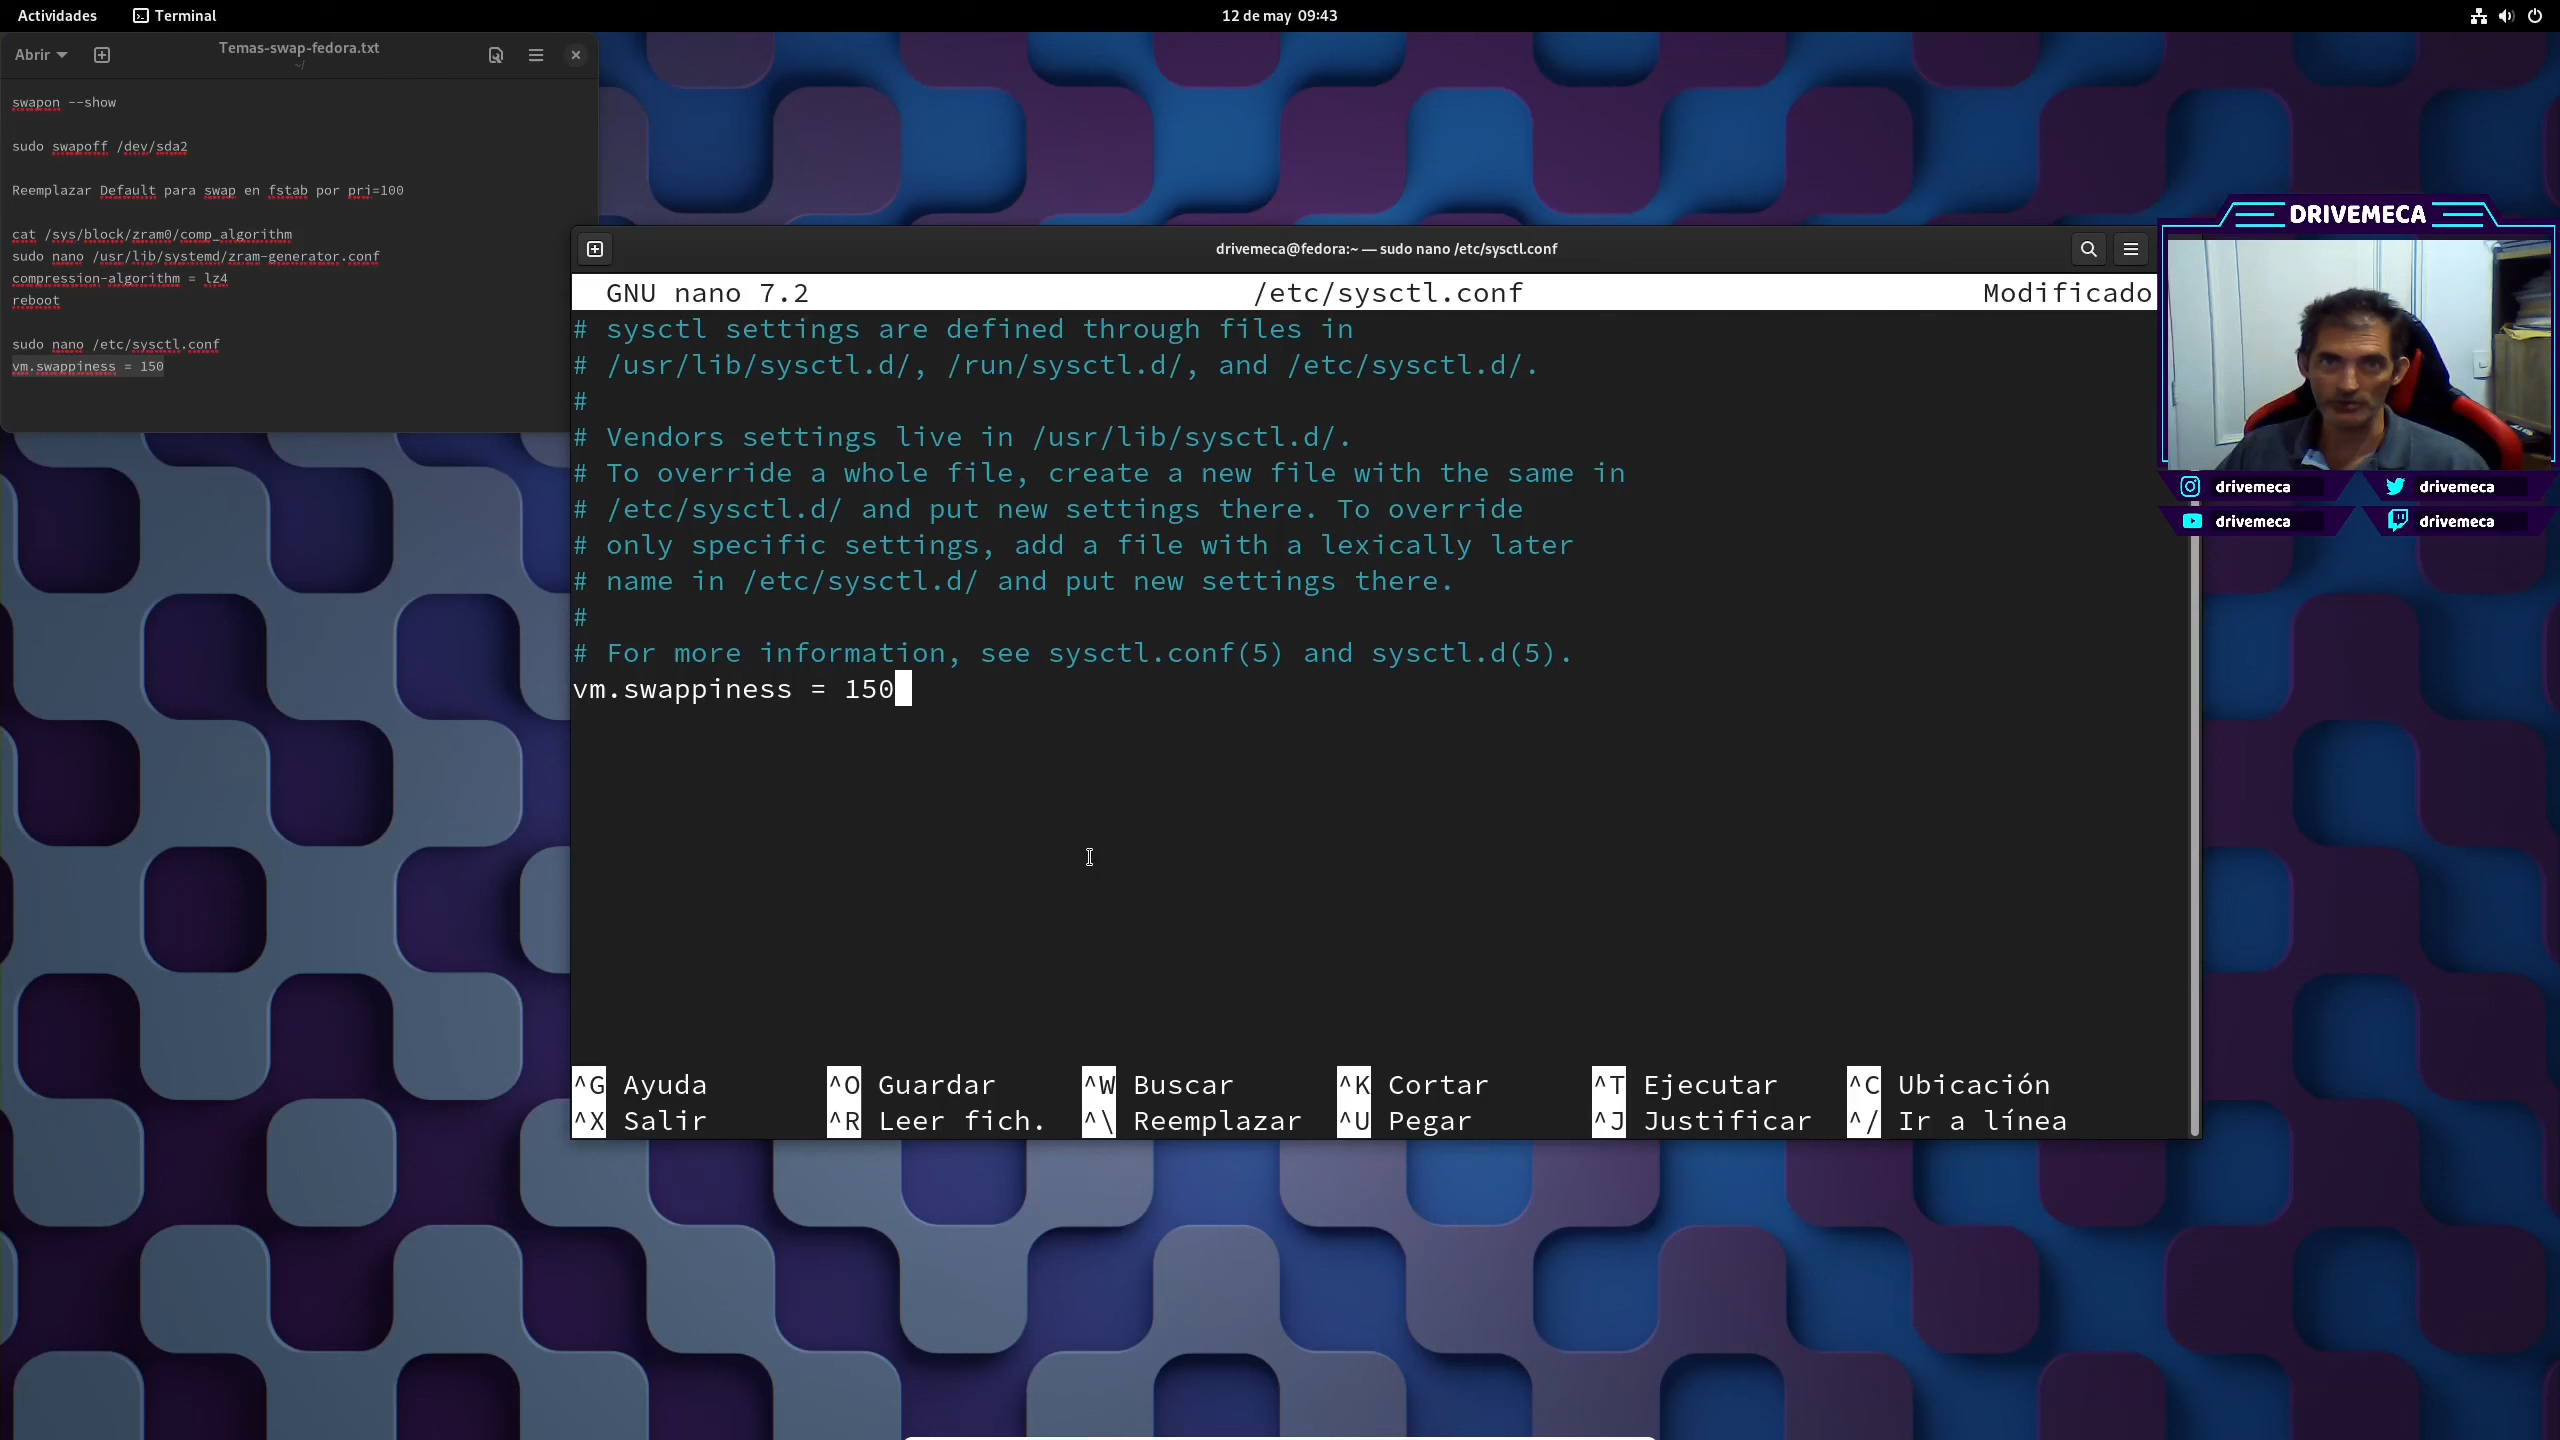 Actividades
Terminal
12 de may 09:43
Abrir
Temas-swap-fedora.txt
~/
swapon --show
sudo swapoff /dev/sda2
Reemplazar Default para swap en fstab por pri=100
cat /sys/block/zram0/comp_algorithm
sudo nano /usr/lib/systemd/zram-generator.conf
compression-algorithm = lz4
reboot
sudo nano /etc/sysctl.conf
vm.swappiness = 150
drivemeca@fedora:~ — sudo nano /etc/sysctl.conf
GNU nano 7.2 /etc/sysctl.conf Modificado
# sysctl settings are defined through files in
# /usr/lib/sysctl.d/, /run/sysctl.d/, and /etc/sysctl.d/.
#
# Vendors settings live in /usr/lib/sysctl.d/.
# To override a whole file, create a new file with the same in
# /etc/sysctl.d/ and put new settings there. To override
# only specific settings, add a file with a lexically later
# name in /etc/sysctl.d/ and put new settings there.
#
# For more information, see sysctl.conf(5) and sysctl.d(5).
vm.swappiness = 150
^G Ayuda ^O Guardar ^W Buscar ^K Cortar ^T Ejecutar ^C Ubicación
^X Salir ^R Leer fich. ^\ Reemplazar ^U Pegar ^J Justificar ^/ Ir a línea
DRIVEMECA
drivemeca drivemeca
drivemeca drivemeca